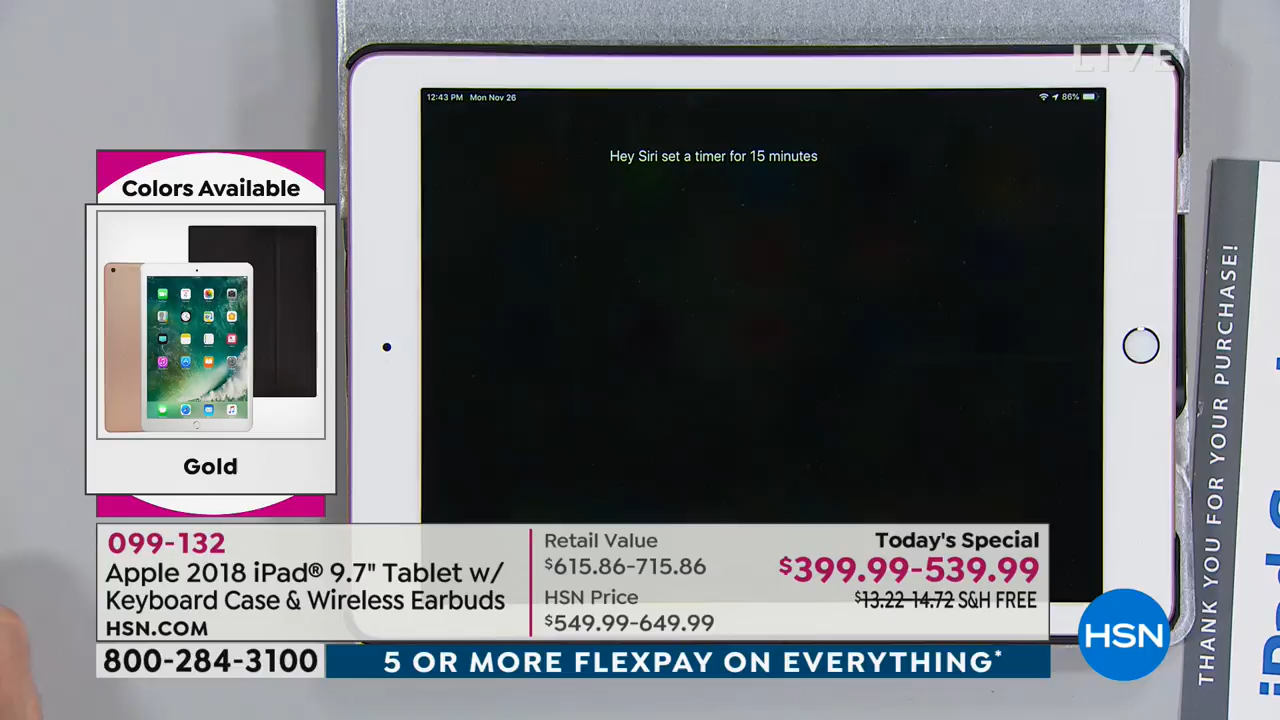 LIVE
12:43 PM Mon Nov 26
86%
Hey Siri set a timer for 15 minutes
Colors Available
Gold
099-132
Apple 2018 iPad® 9.7" Tablet w/
Keyboard Case & Wireless Earbuds
HSN.COM
Retail Value
$615.86-715.86
HSN Price
$549.99-649.99
Today's Special
$399.99-539.99
$13.22-14.72 S&H FREE
800-284-3100
5 OR MORE FLEXPAY ON EVERYTHING*
HSN
THANK YOU FOR YOUR PURCHASE!